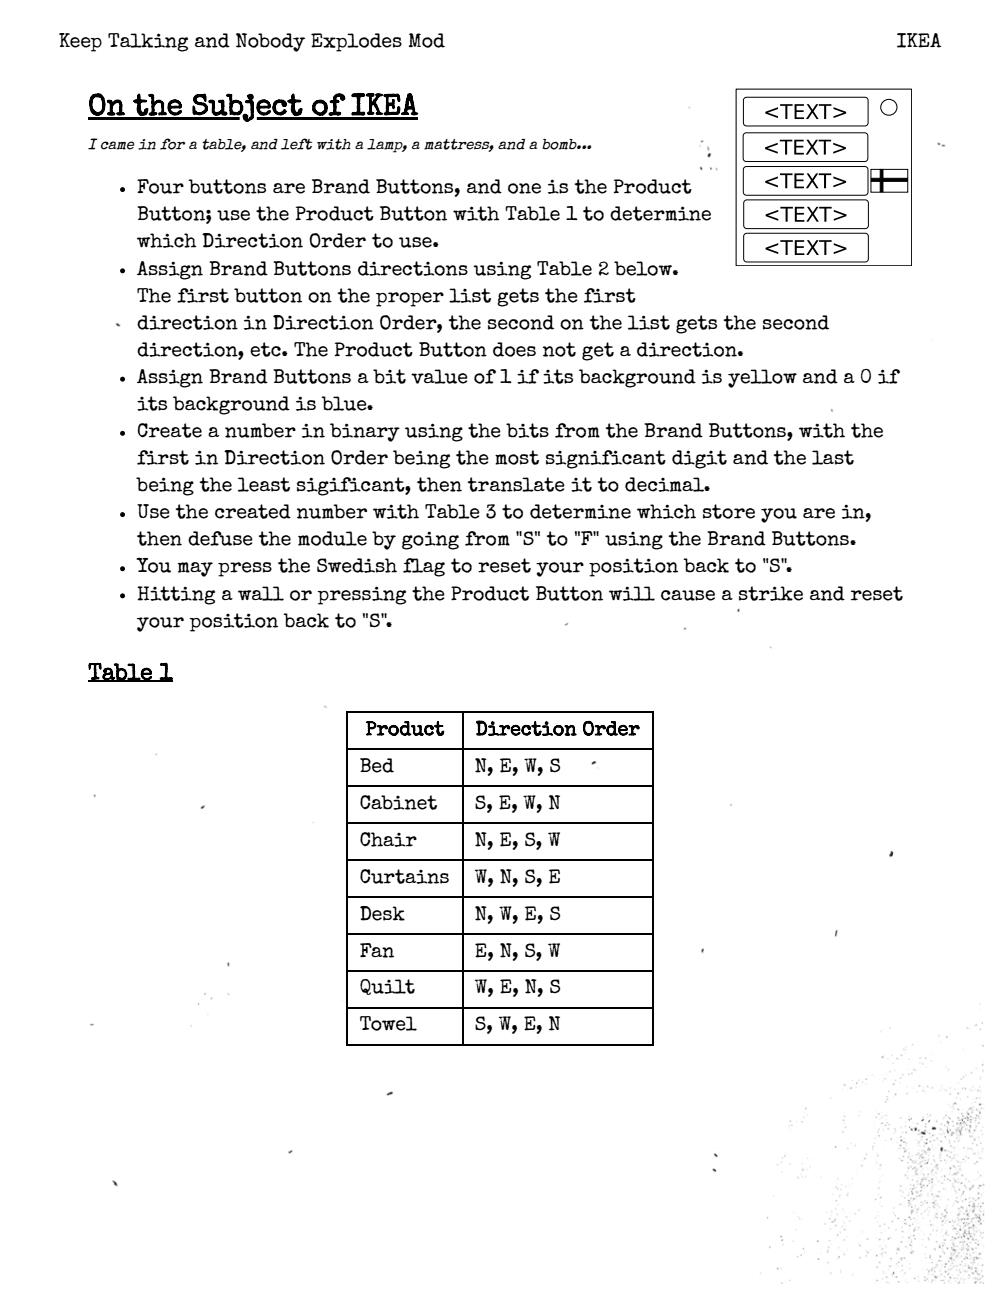 Keep Talking and Nobody Explodes Mod
IKEA
On the Subject of IKEA
I came in for a table, and left with a lamp, a mattress, and a bomb...
<TEXT>
<TEXT>
<TEXT>
<TEXT>
<TEXT>
• Four buttons are Brand Buttons, and one is the Product
Button; use the Product Button with Table 1 to determine
which Direction Order to use.
• Assign Brand Buttons directions using Table 2 below.
The first button on the proper list gets the first
direction in Direction Order, the second on the list gets the second
direction, etc. The Product Button does not get a direction.
• Assign Brand Buttons a bit value of 1 if its background is yellow and a 0 if
its background is blue.
• Create a number in binary using the bits from the Brand Buttons, with the
first in Direction Order being the most significant digit and the last
being the least sigificant, then translate it to decimal.
• Use the created number with Table 3 to determine which store you are in,
then defuse the module by going from "S" to "F" using the Brand Buttons.
• You may press the Swedish flag to reset your position back to "S".
• Hitting a wall or pressing the Product Button will cause a strike and reset
your position back to "S".
Table 1
Product Direction Order
Bed N, E, W, S
Cabinet S, E, W, N
Chair N, E, S, W
Curtains W, N, S, E
Desk N, W, E, S
Fan E, N, S, W
Quilt W, E, N, S
Towel S, W, E, N